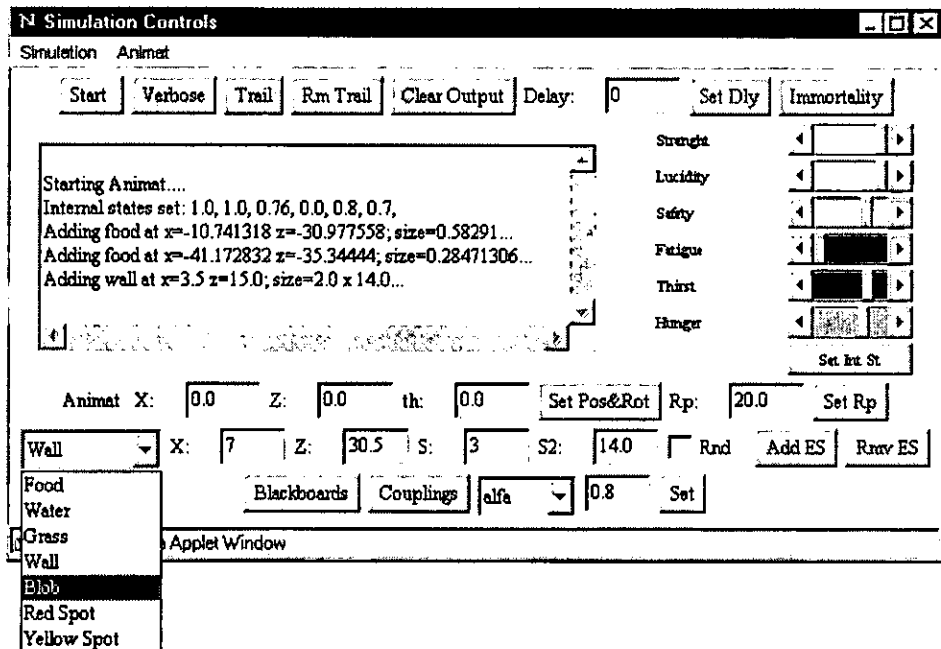 N Simulation Controls
Simulation Animat
Start Verbose Trail Rm Trail Clear Output Delay: 0 Set Dly Immortality
Strenght
Lucidity
Safety
Fatigue
Thirst
Hunger
Set Int St.
Starting Animat....
Internal states set: 1.0, 1.0, 0.76, 0.0, 0.8, 0.7,
Adding food at x=-10.741318 z=-30.977558; size=0.58291...
Adding food at x=-41.172832 z=-35.34444; size=0.28471306...
Adding wall at x=3.5 z=15.0; size=2.0 x 14.0...
Animat X: 0.0 Z: 0.0 th: 0.0 Set Pos&Rot Rp: 20.0 Set Rp
Wall X: 7 Z: 30.5 S: 3 S2: 14.0 Rnd Add ES Rmv ES
Blackboards Couplings alfa 0.8 Set
Applet Window
Food
Water
Grass
Wall
Blob
Red Spot
Yellow Spot